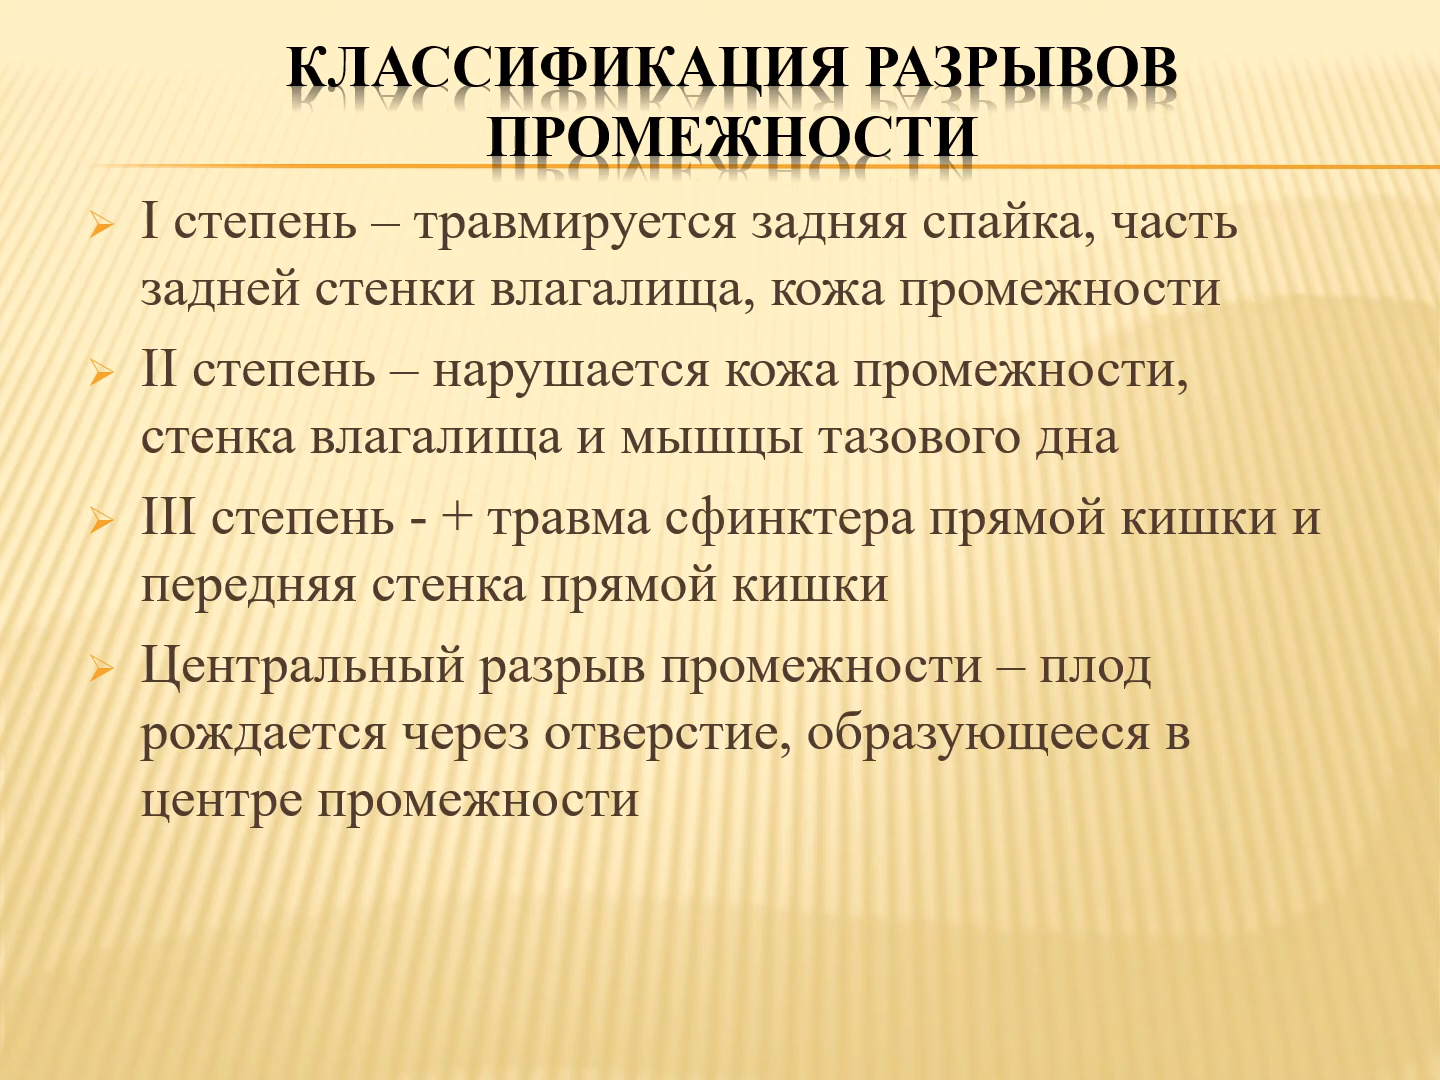 КЛАССИФИКАЦИЯ РАЗРЫВОВ
ПРОМЕЖНОСТИ
I степень – травмируется задняя спайка, часть
задней стенки влагалища, кожа промежности
II степень – нарушается кожа промежности,
стенка влагалища и мышцы тазового дна
III степень - + травма сфинктера прямой кишки и
передняя стенка прямой кишки
Центральный разрыв промежности – плод
рождается через отверстие, образующееся в
центре промежности